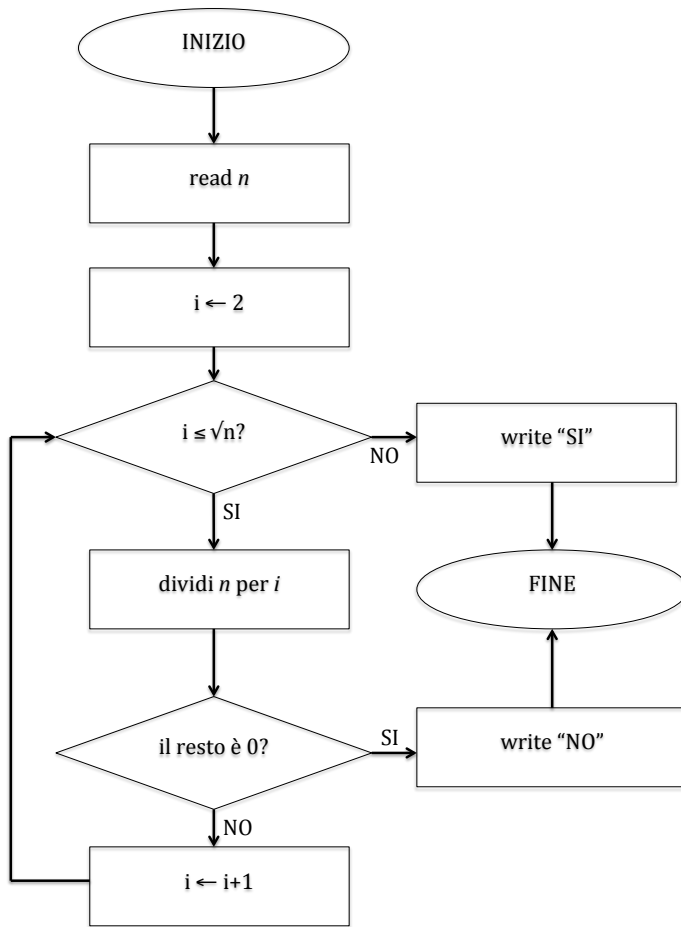 INIZIO
read n
i ← 2
i ≤ √n?
NO
write “SI”
SI
dividi n per i
FINE
il resto è 0?
SI
write “NO”
NO
i ← i+1